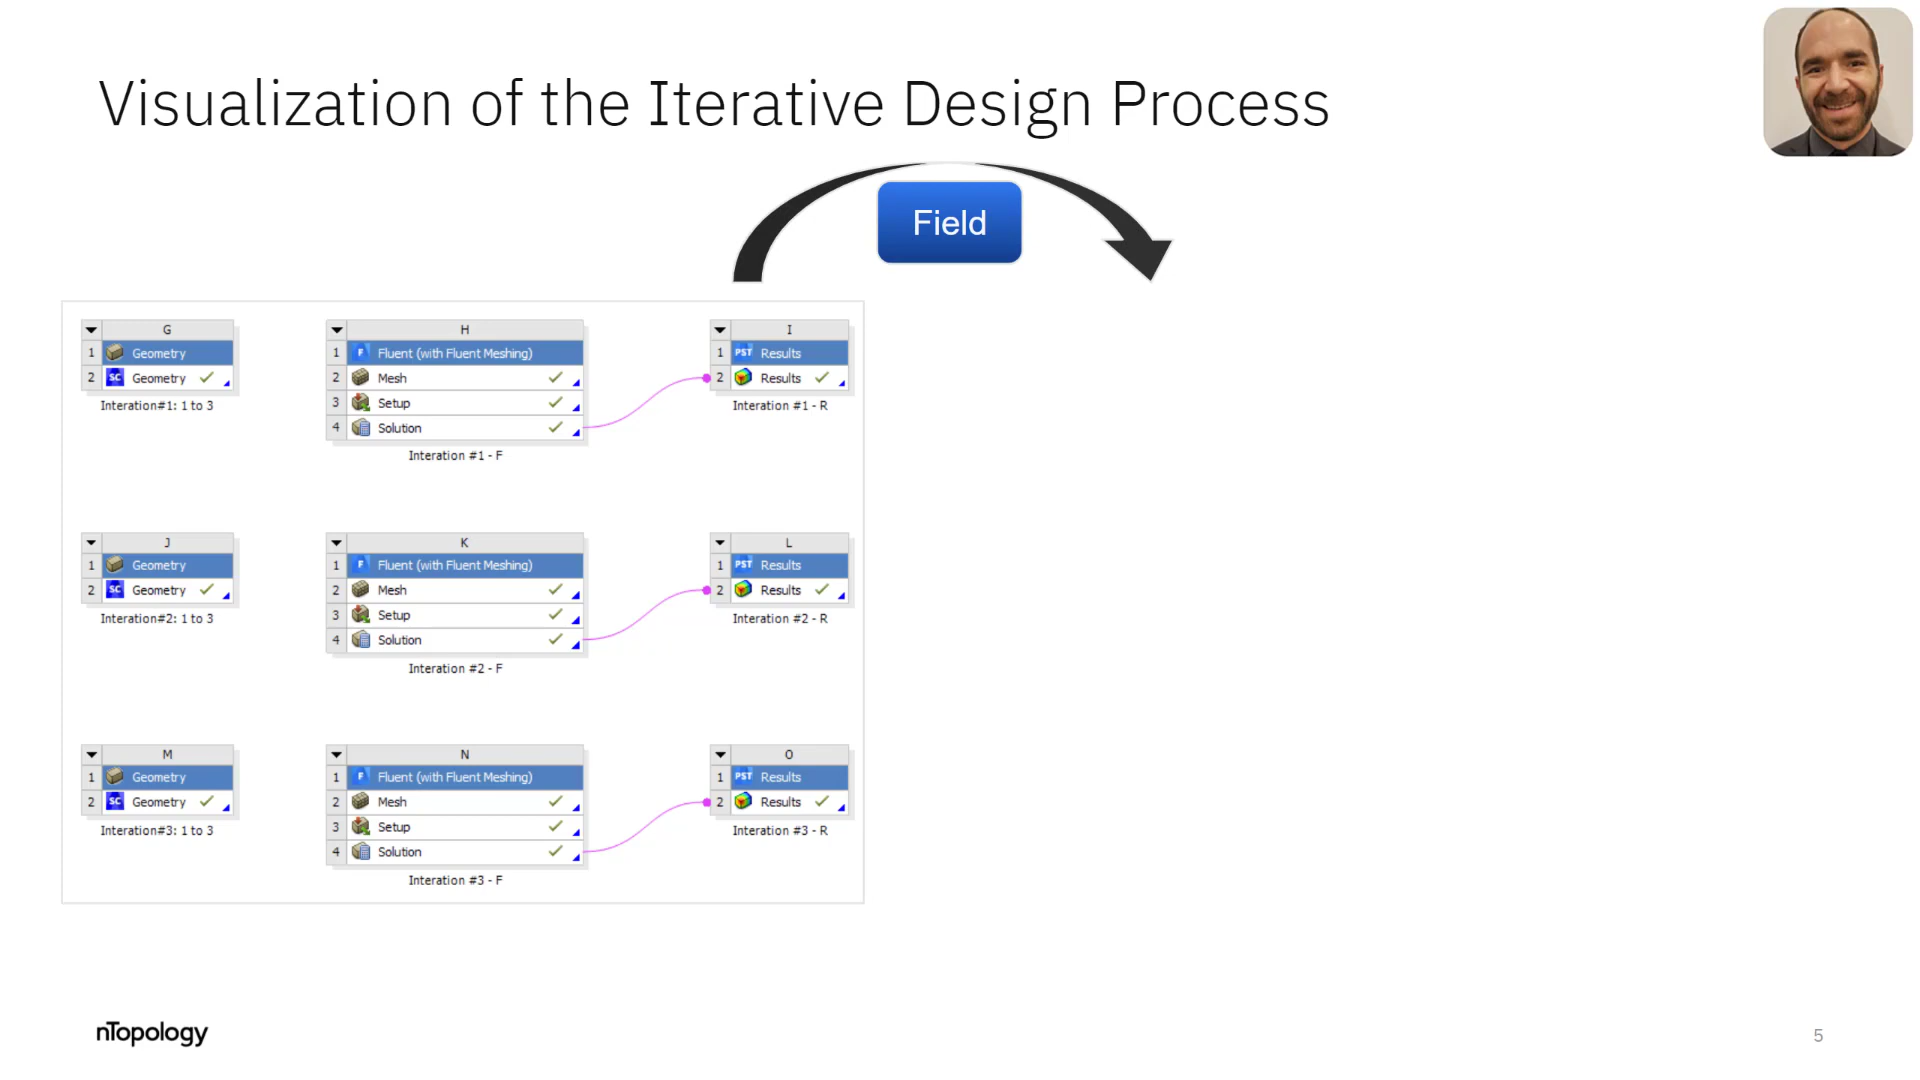 Visualization of the Iterative Design Process
Field
G H I
1 Geometry 1 F Fluent (with Fluent Meshing) 1 PST Results
2 SC Geometry 2 Mesh 2 Results
Interation#1: 1 to 3 3 Setup Interation #1 - R
4 Solution
Interation #1 - F
J K L
1 Geometry 1 F Fluent (with Fluent Meshing) 1 PST Results
2 SC Geometry 2 Mesh 2 Results
Interation#2: 1 to 3 3 Setup Interation #2 - R
4 Solution
Interation #2 - F
M N O
1 Geometry 1 F Fluent (with Fluent Meshing) 1 PST Results
2 SC Geometry 2 Mesh 2 Results
Interation#3: 1 to 3 3 Setup Interation #3 - R
4 Solution
Interation #3 - F
nTopology
5